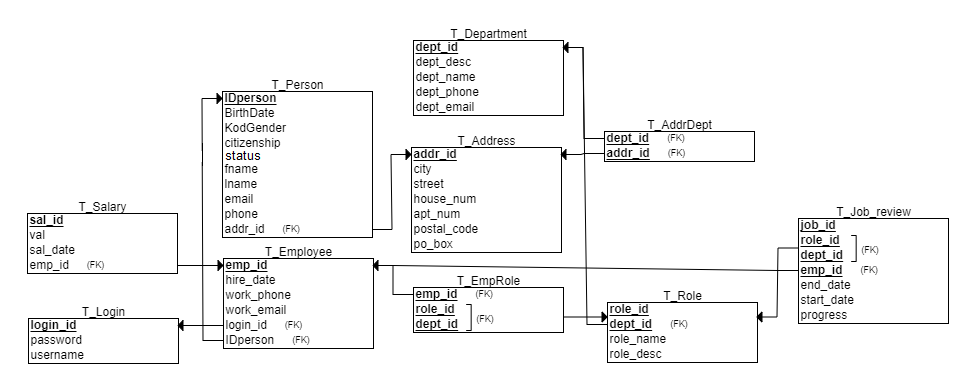 T_Department
dept_id
dept_desc
dept_name
dept_phone
dept_email
T_Person
IDperson
BirthDate
KodGender
citizenship
status
fname
lname
email
phone
addr_id (FK)
T_AddrDept
dept_id (FK)
addr_id (FK)
T_Address
addr_id
city
street
house_num
apt_num
postal_code
po_box
T_Salary
sal_id
val
sal_date
emp_id (FK)
T_Job_review
job_id
role_id
dept_id
(FK)
emp_id (FK)
end_date
start_date
progress
T_Employee
emp_id
hire_date
work_phone
work_email
login_id (FK)
IDperson (FK)
T_EmpRole
emp_id (FK)
role_id
dept_id
(FK)
T_Role
role_id
dept_id (FK)
role_name
role_desc
T_Login
login_id
password
username